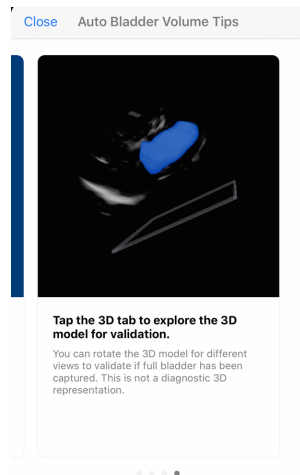 Close Auto Bladder Volume Tips
Tap the 3D tab to explore the 3D
model for validation.
You can rotate the 3D model for different
views to validate if full bladder has been
captured. This is not a diagnostic 3D
representation.